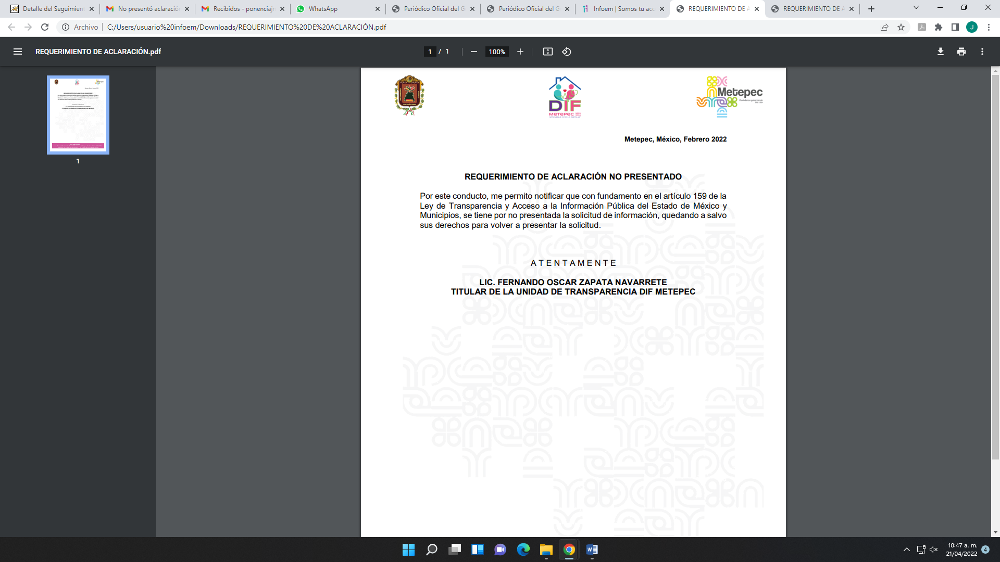 Detalle del Seguimient
No presentó aclaració
Recibidos - ponenciajr
WhatsApp
Periódico Oficial del G
Periódico Oficial del G
Infoem | Somos tu acc
REQUERIMIENTO DE A
REQUERIMIENTO DE A
Archivo
C:/Users/usuario%20infoem/Downloads/REQUERIMIENTO%20DE%20ACLARACIÓN.pdf
J
REQUERIMIENTO DE ACLARACIÓN.pdf
1 / 1
100%
1
DIF
METEPEC
Metepec
Metepec, México, Febrero 2022
REQUERIMIENTO DE ACLARACIÓN NO PRESENTADO
Por este conducto, me permito notificar que con fundamento en el artículo 159 de la
Ley de Transparencia y Acceso a la Información Pública del Estado de México y
Municipios, se tiene por no presentada la solicitud de información, quedando a salvo
sus derechos para volver a presentar la solicitud.
A T E N T A M E N T E
LIC. FERNANDO OSCAR ZAPATA NAVARRETE
TITULAR DE LA UNIDAD DE TRANSPARENCIA DIF METEPEC
10:47 a. m.
21/04/2022
4